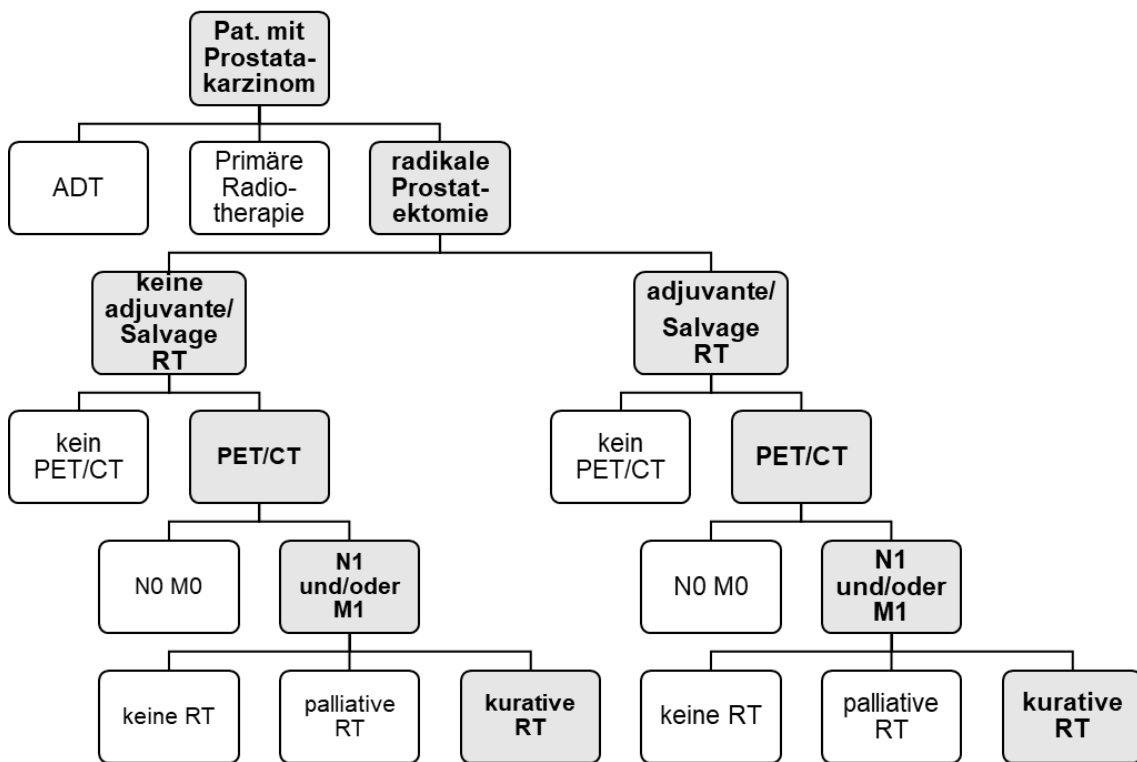 Pat. mit
Prostata-
karzinom
ADT
Primäre
Radio-
therapie
radikale
Prostat-
ektomie
keine
adjuvante/
Salvage
RT
adjuvante/
Salvage
RT
kein
PET/CT
PET/CT
kein
PET/CT
PET/CT
N0 M0
N1
und/oder
M1
N0 M0
N1
und/oder
M1
keine RT
palliative
RT
kurative
RT
keine RT
palliative
RT
kurative
RT